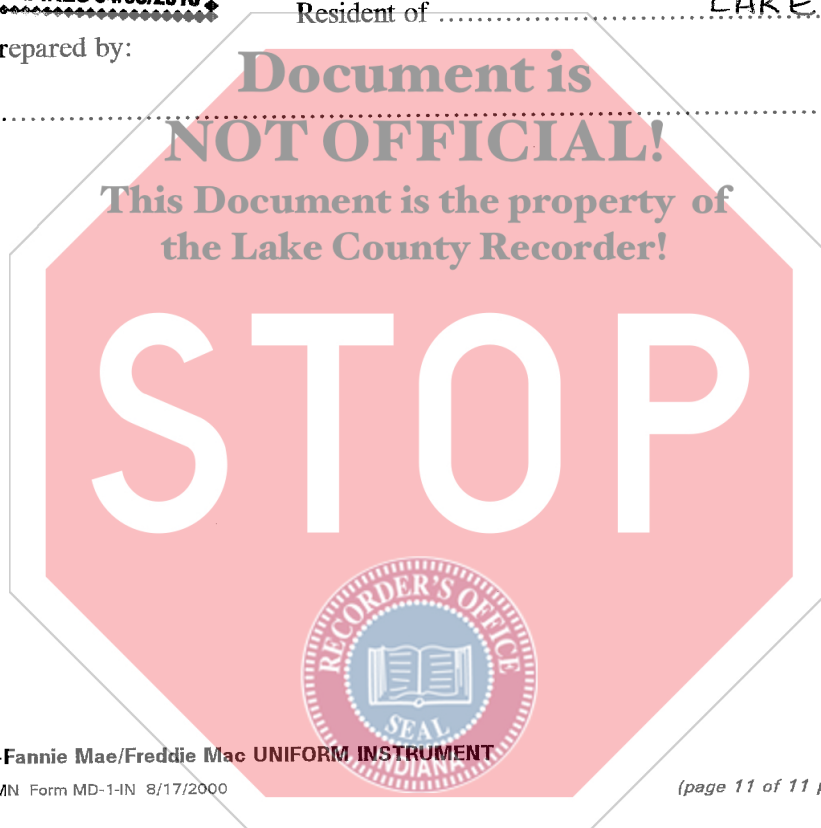 Resident of LAKE
repared by:
Document is
NOT OFFICIAL!
This Document is the property of
the Lake County Recorder!
STOP
RECORDER'S OFFICE
SEAL
INDIANA
-Fannie Mae/Freddie Mac UNIFORM INSTRUMENT
MN Form MD-1-IN 8/17/2000
(page 11 of 11 p